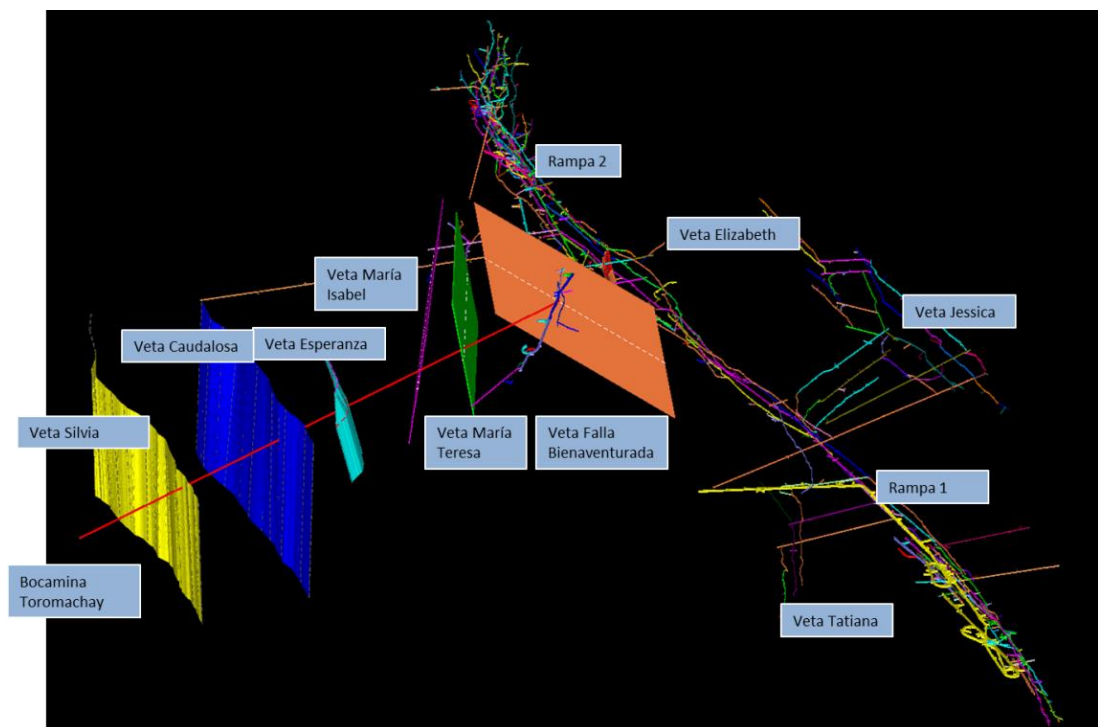 Rampa 2
Veta Elizabeth
Veta María
Isabel
Veta Jessica
Veta Caudalosa
Veta Esperanza
Veta Silvia
Veta María
Teresa
Veta Falla
Bienaventurada
Rampa 1
Bocamina
Toromachay
Veta Tatiana